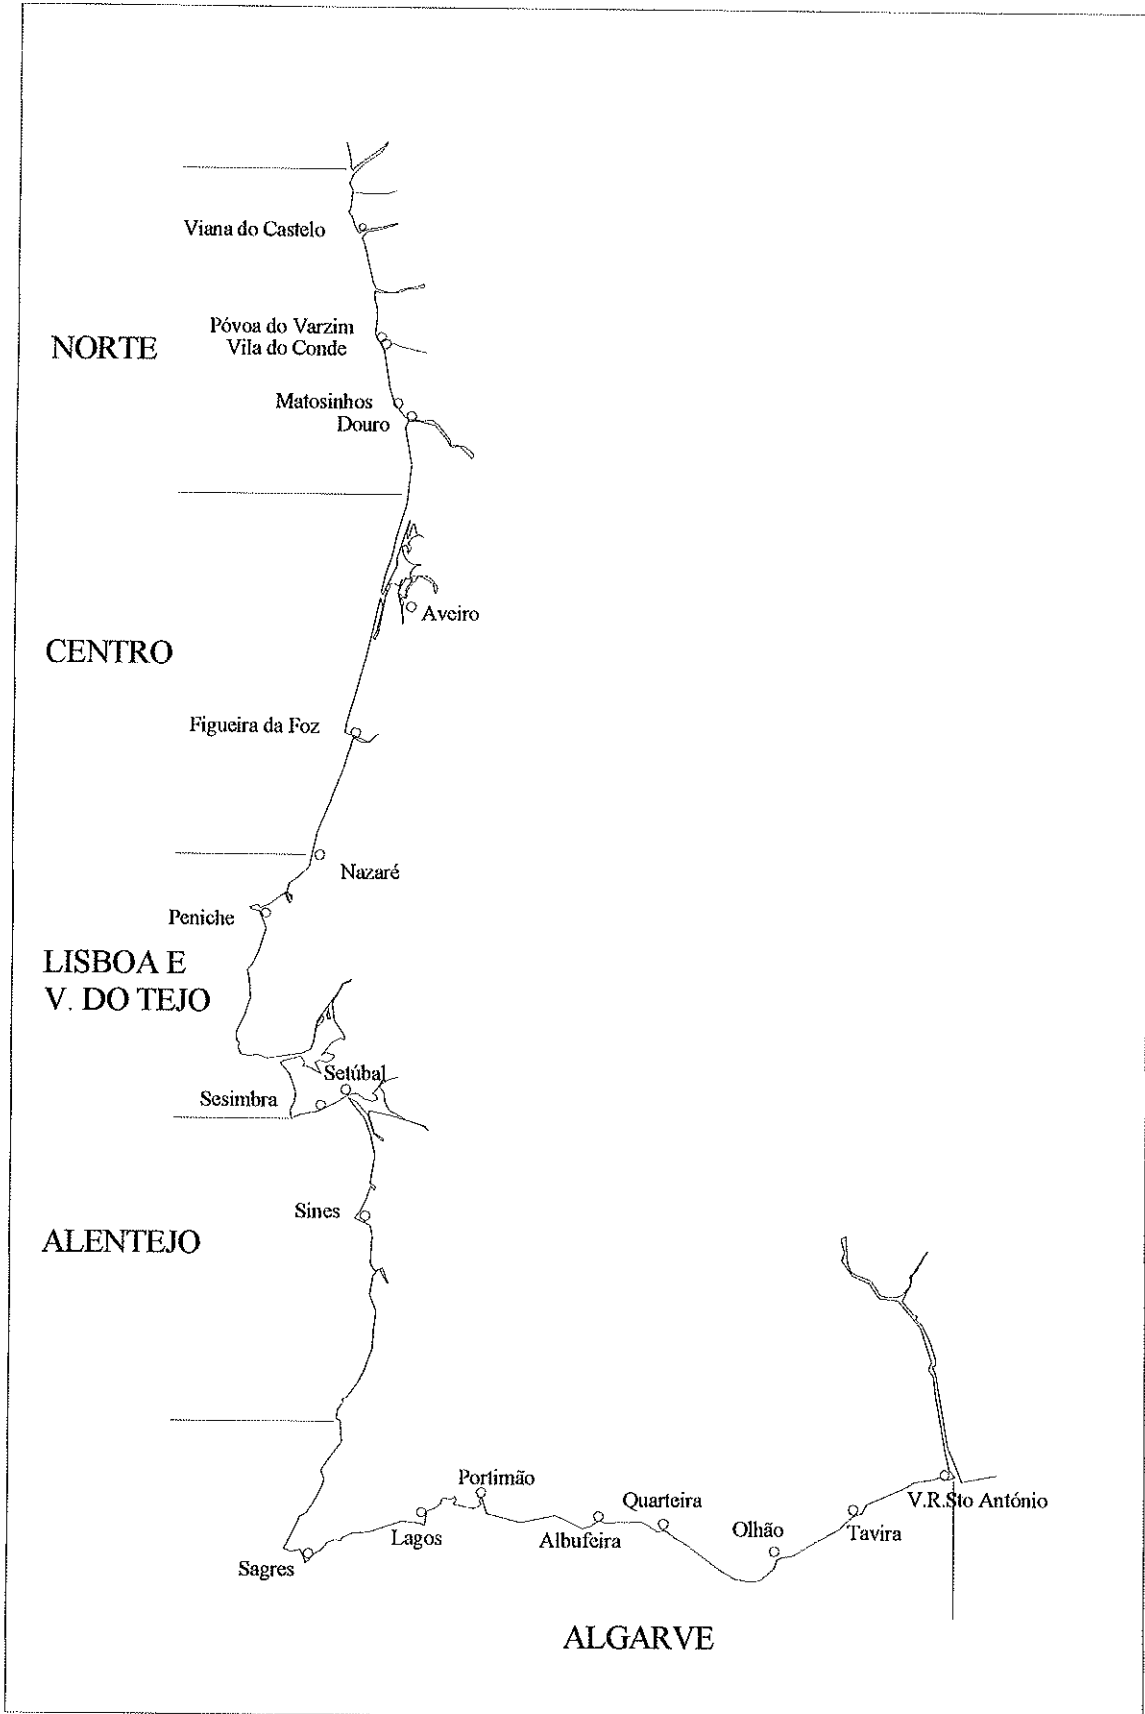 Viana do Castelo
NORTE
Póvoa do Varzim
Vila do Conde
Matosinhos
Douro
Aveiro
CENTRO
Figueira da Foz
Nazaré
Peniche
LISBOA E
V. DO TEJO
Setúbal
Sesimbra
Sines
ALENTEJO
Portimão
Quarteira
V.R.Sto António
Lagos
Albufeira
Olhão
Tavira
Sagres
ALGARVE